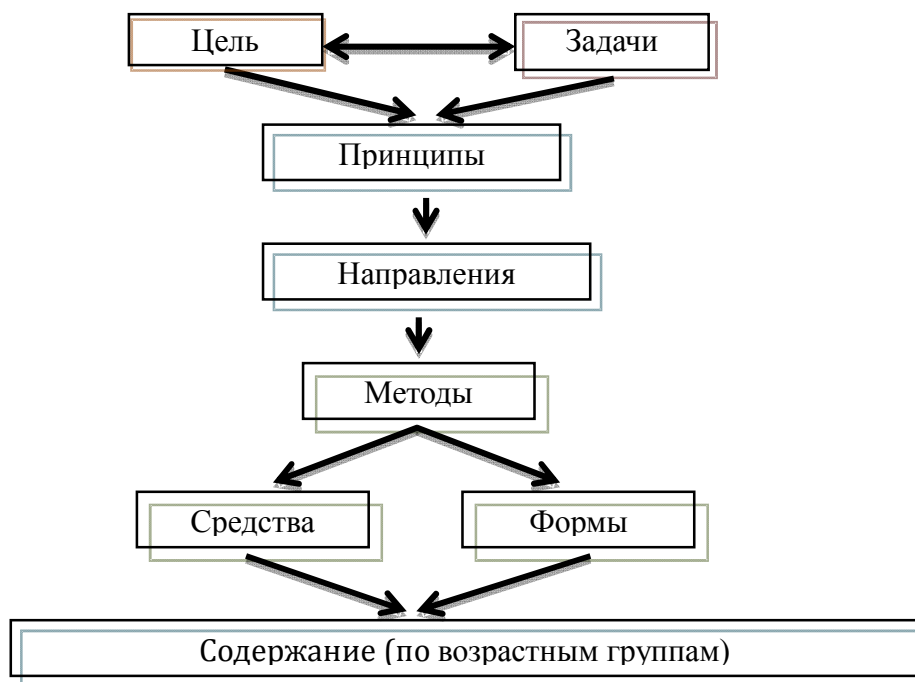 Цель
Задачи
Принципы
Направления
Методы
Средства
Формы
Содержание (по возрастным группам)